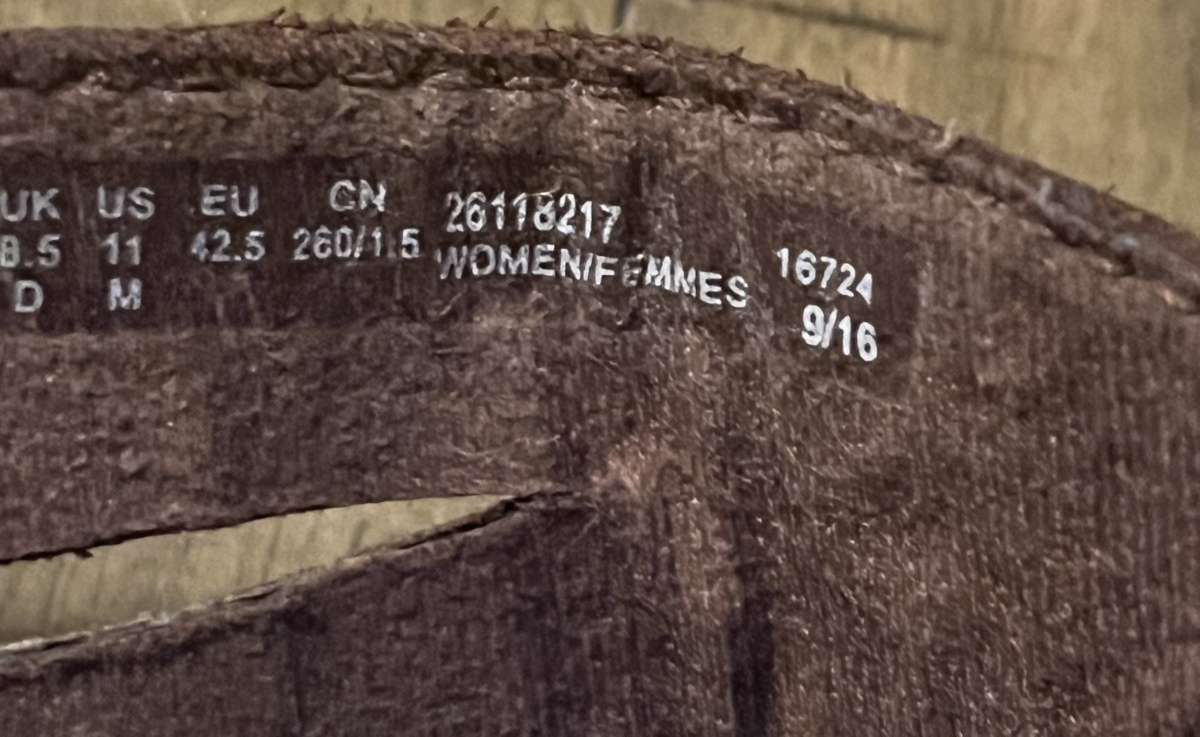 UK US EU CN 26118217
8.5 11 42.5 260/1.5 WOMEN/FEMMES 16724
D M 9/16